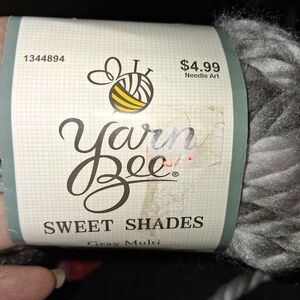 1344894
$4.99
Needle Art
Yarn
Bee®
SWEET SHADES
Gray Multi